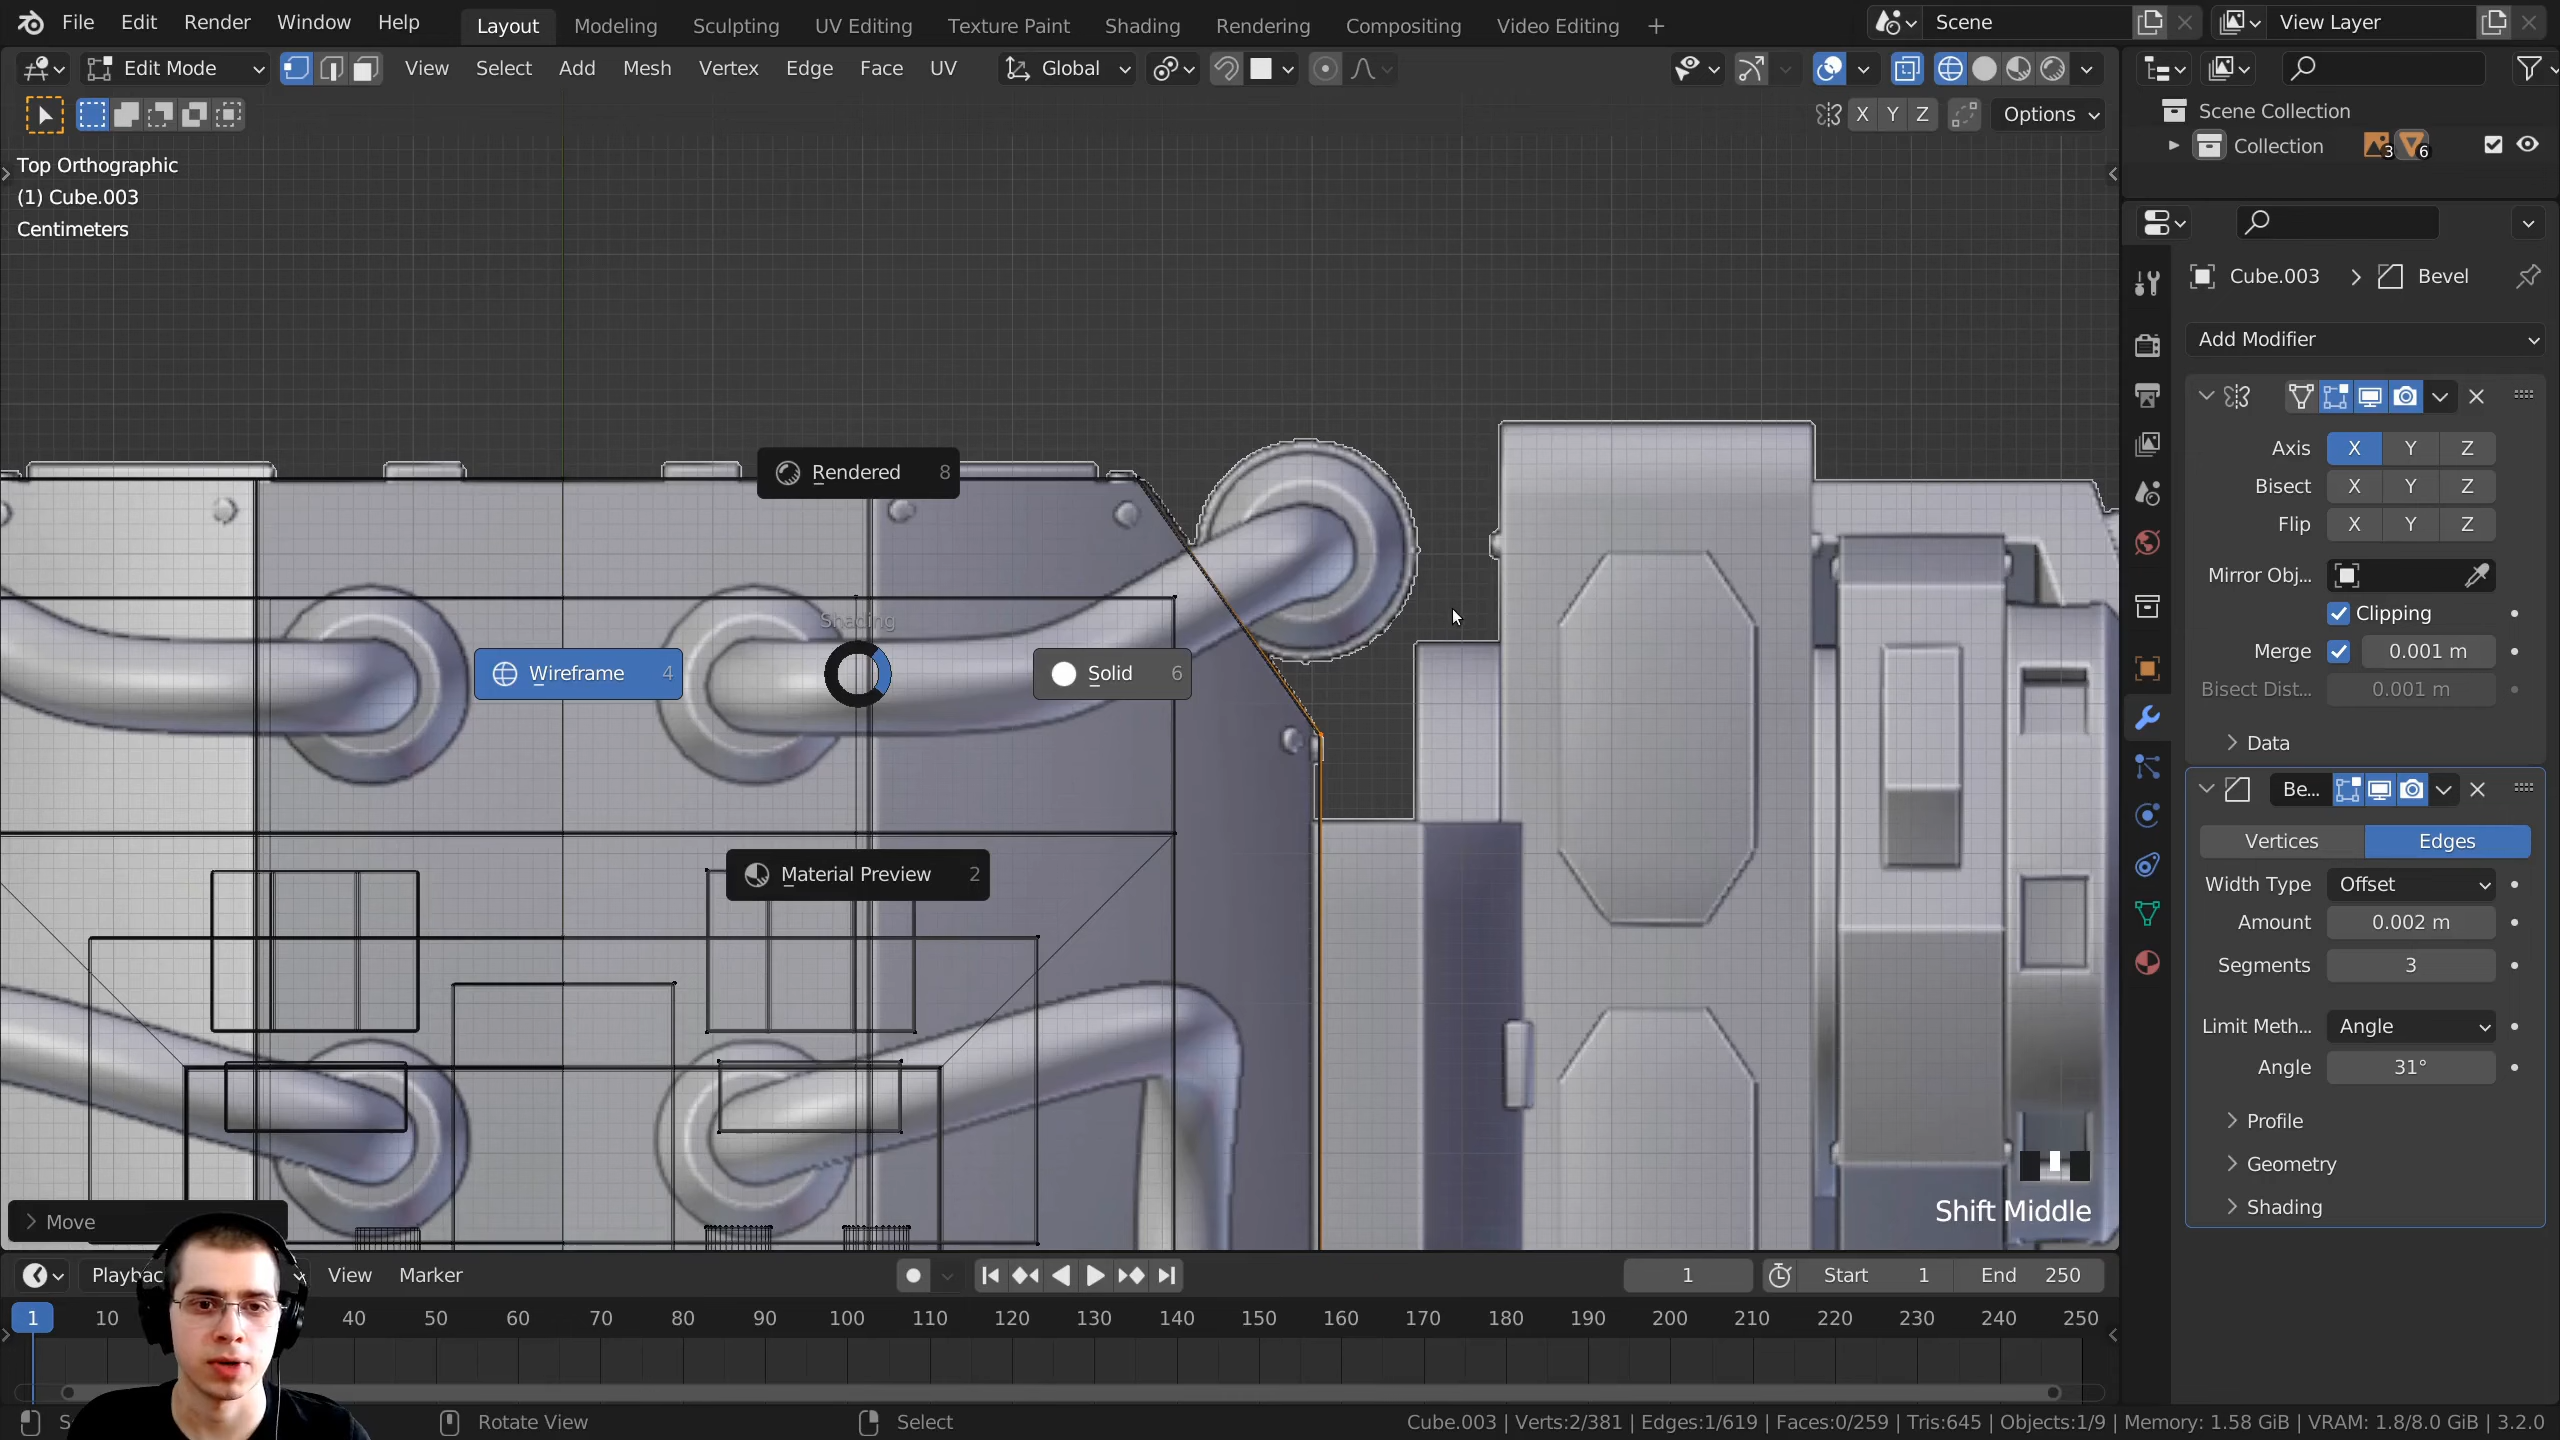 File Edit Render Window Help Layout Modeling Sculpting UV Editing Texture Paint Shading Rendering Compositing Video Editing + Scene View Layer
Edit Mode View Select Add Mesh Vertex Edge Face UV Global
X Y Z Options
Scene Collection
Collection 3 6
Top Orthographic
(1) Cube.003
Centimeters
Cube.003 > Bevel
Add Modifier
Axis X Y Z
Bisect X Y Z
Flip X Y Z
Mirror Obj...
Clipping
Merge 0.001 m
Bisect Dist... 0.001 m
Data
Be...
Vertices Edges
Width Type Offset
Amount 0.002 m
Segments 3
Limit Meth... Angle
Angle 31°
Profile
Geometry
Shading
Rendered 8
Shading
Wireframe 4
Solid 6
Material Preview 2
Shift Middle
Move
Playbac View Marker 1 Start 1 End 250
1 10 40 50 60 70 80 90 100 110 120 130 140 150 160 170 180 190 200 210 220 230 240 250
S Rotate View Select Cube.003 | Verts:2/381 | Edges:1/619 | Faces:0/259 | Tris:645 | Objects:1/9 | Memory: 1.58 GiB | VRAM: 1.8/8.0 GiB | 3.2.0